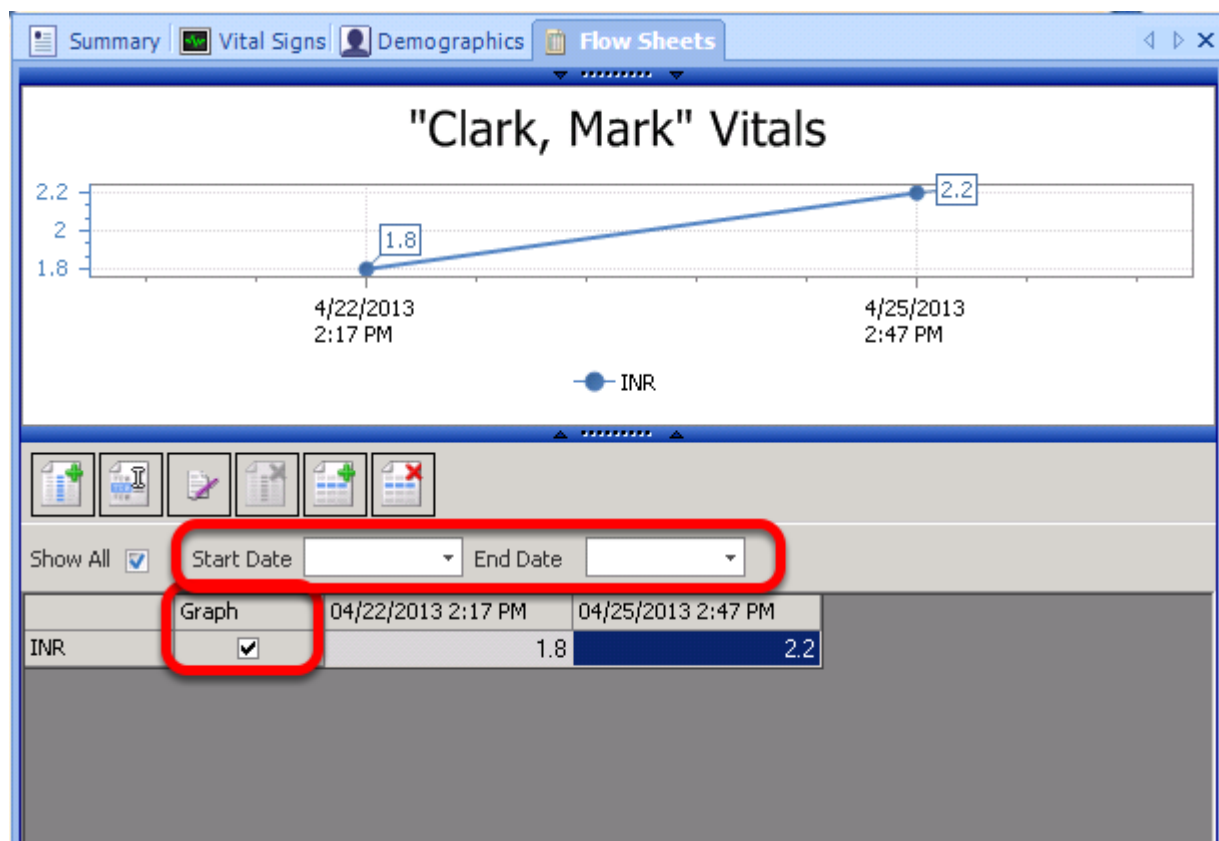 Summary Vital Signs Demographics Flow Sheets
"Clark, Mark" Vitals
2.2
2
1.8
1.8
2.2
4/22/2013
2:17 PM
4/25/2013
2:47 PM
INR
Show All Start Date End Date
Graph 04/22/2013 2:17 PM 04/25/2013 2:47 PM
INR 1.8 2.2